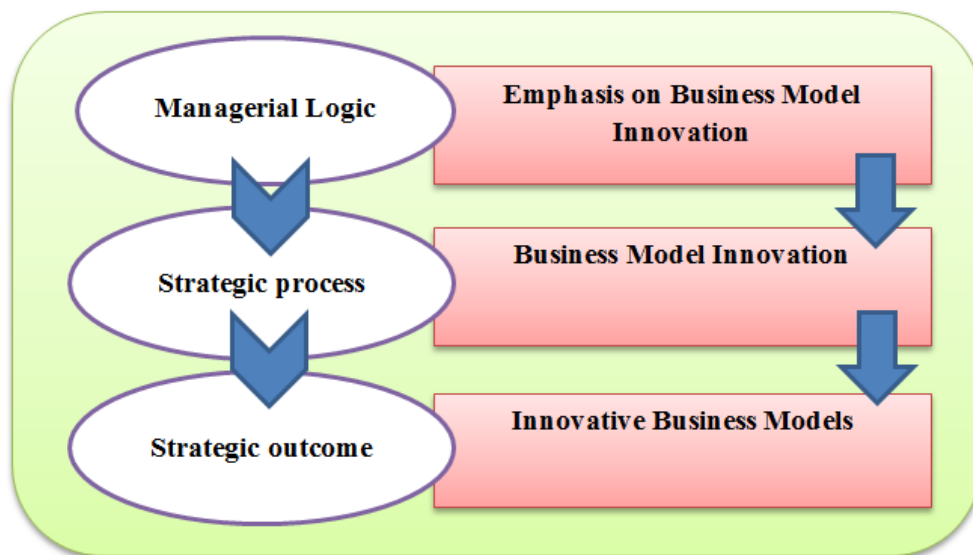 Managerial Logic
Emphasis on Business Model
Innovation
Strategic process
Business Model Innovation
Strategic outcome
Innovative Business Models